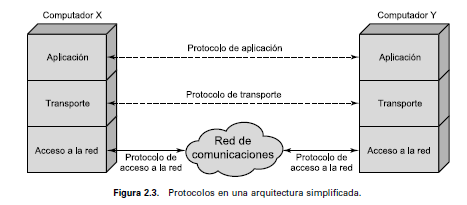 Computador X
Computador Y
Protocolo de aplicación
Aplicación
Aplicación
Protocolo de transporte
Transporte
Transporte
Red de
comunicaciones
Acceso a la red
Protocolo de
acceso a la red
Protocolo de
acceso a la red
Acceso a la red
Figura 2.3. Protocolos en una arquitectura simplificada.